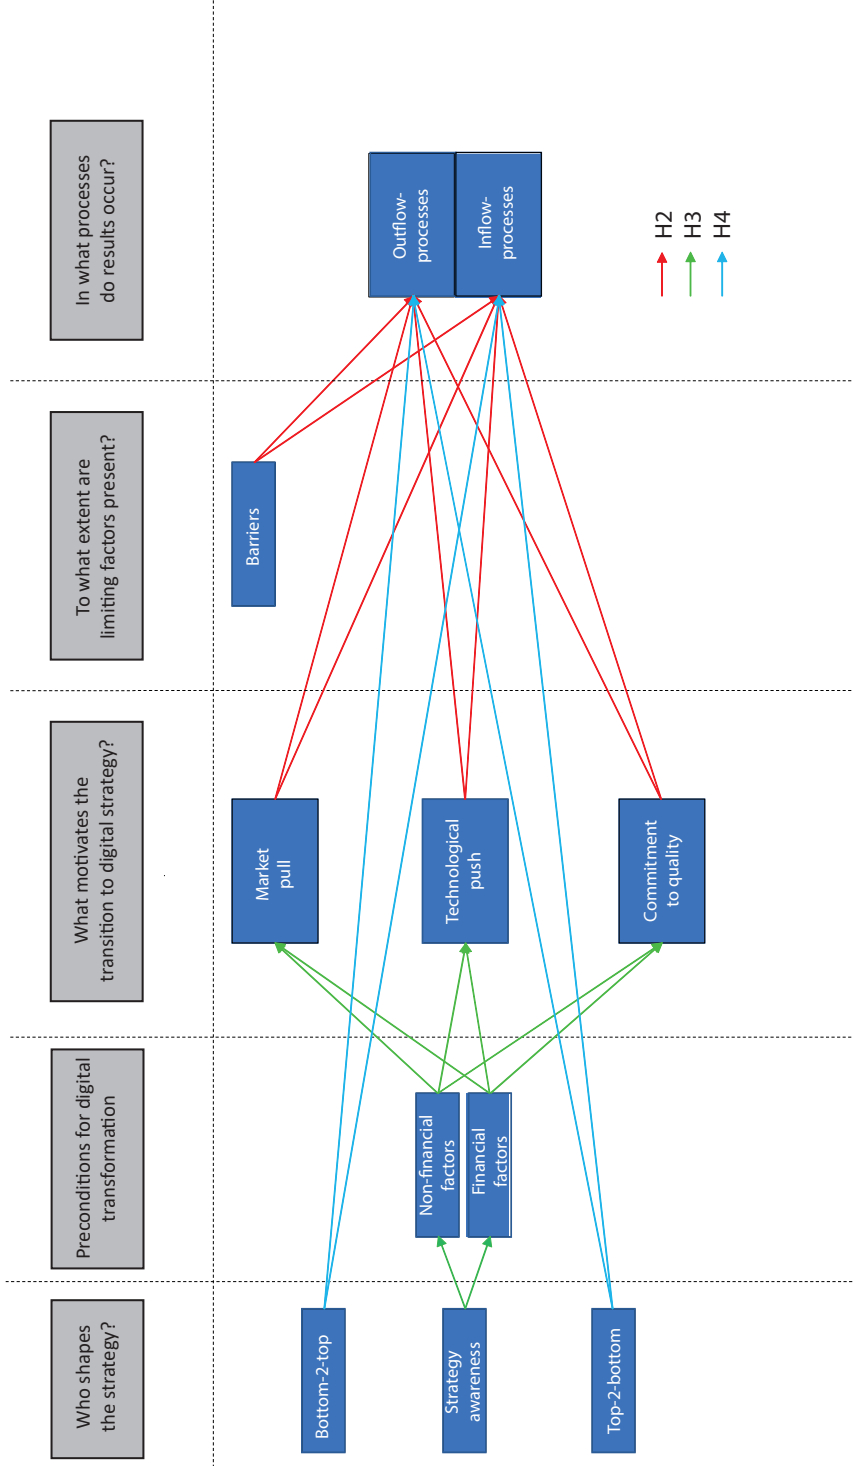 Who shapes
the strategy?
Preconditions for digital
transformation
What motivates the
transition to digital strategy?
To what extent are
limiting factors present?
In what processes
do results occur?
Bottom-2-top
Strategy
awareness
Top-2-bottom
Non-financial
factors
Financial
factors
Market
pull
Technological
push
Commitment
to quality
Barriers
Outflow-
processes
Inflow-
processes
H2
H3
H4